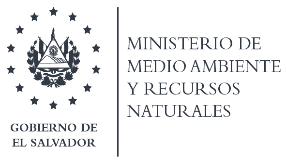 GOBIERNO DE
EL SALVADOR
MINISTERIO DE
MEDIO AMBIENTE
Y RECURSOS
NATURALES